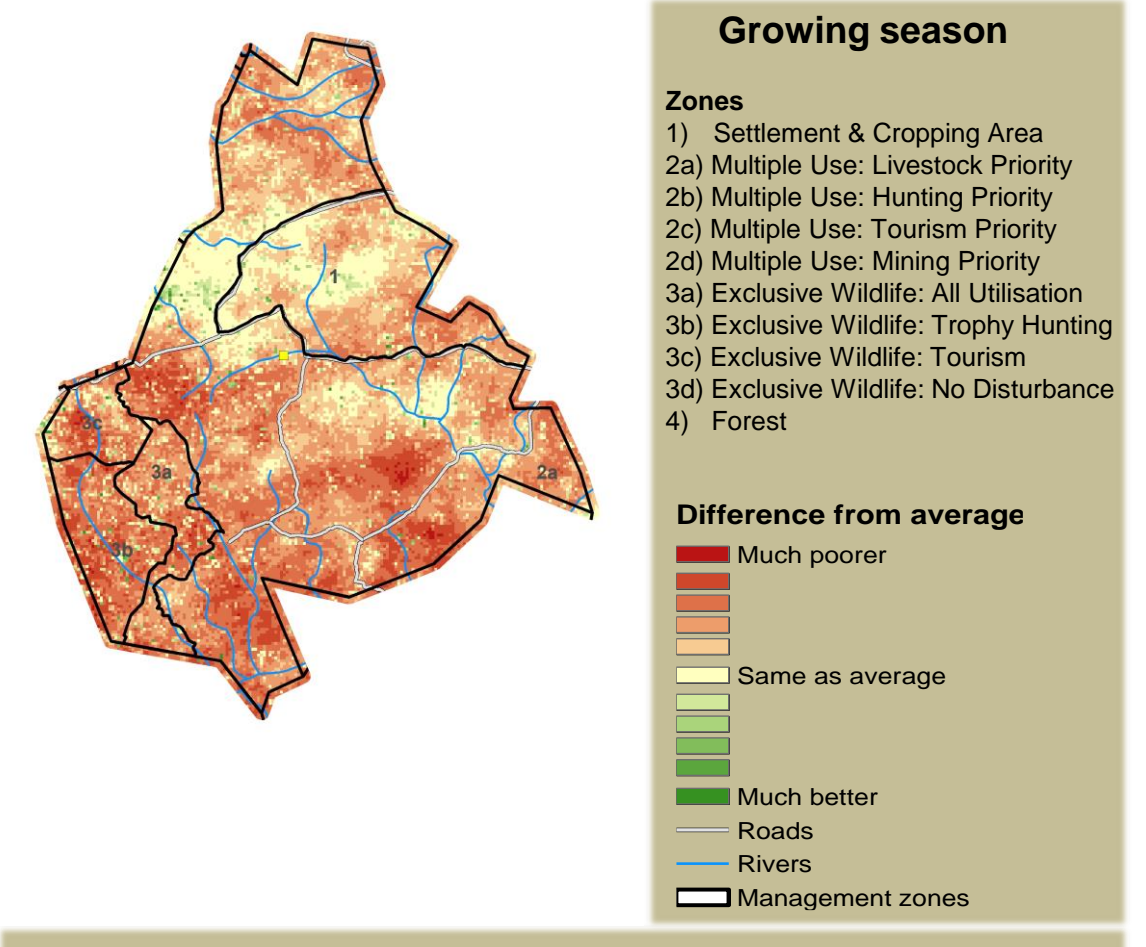 Growing season
Zones
1) Settlement & Cropping Area
2a) Multiple Use: Livestock Priority
2b) Multiple Use: Hunting Priority
2c) Multiple Use: Tourism Priority
2d) Multiple Use: Mining Priority
3a) Exclusive Wildlife: All Utilisation
3b) Exclusive Wildlife: Trophy Hunting
3c) Exclusive Wildlife: Tourism
3d) Exclusive Wildlife: No Disturbance
4) Forest
Difference from average
Much poorer
Same as average
Much better
Roads
Rivers
Management zones
1
3c
3a
2a
3b